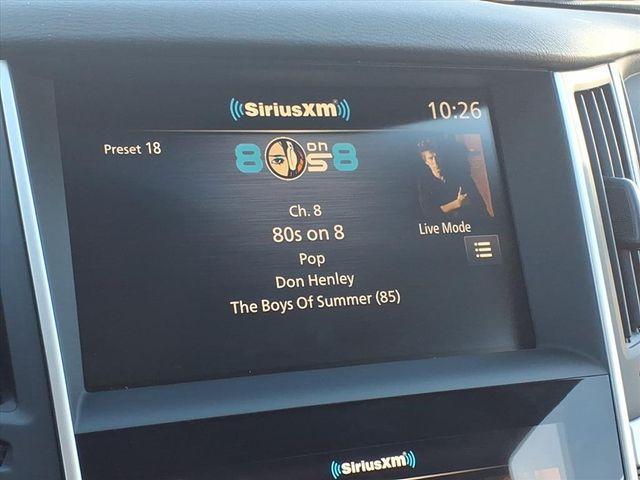 SiriusXM
10:26
Preset 18
80s on 8
Ch. 8
80s on 8
Live Mode
Pop
Don Henley
The Boys Of Summer (85)
SiriusXM